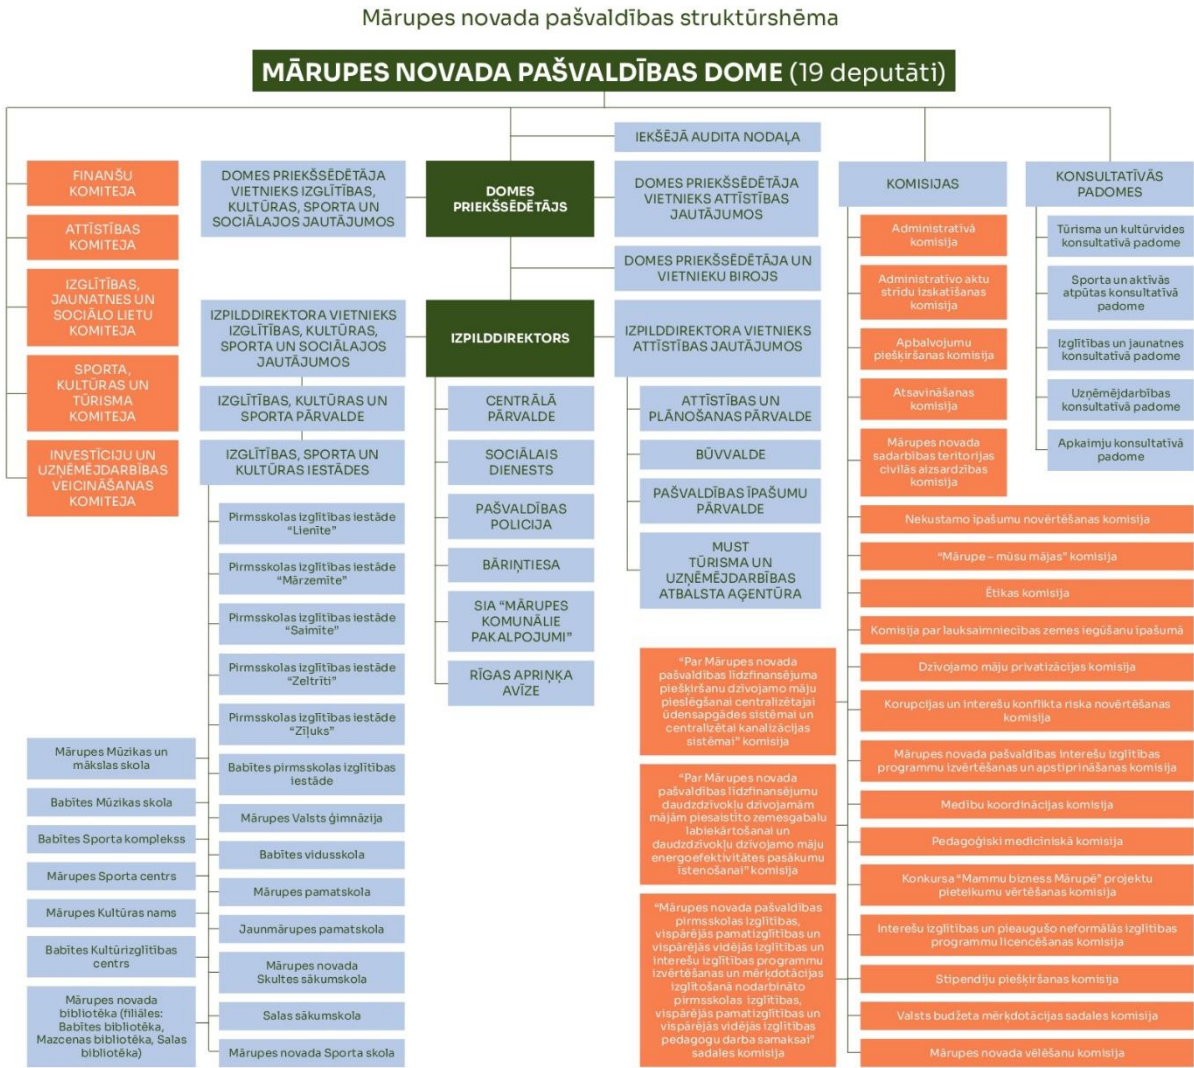 Mārupes novada pašvaldības struktūrshēma
MĀRUPES NOVADA PAŠVALDĪBAS DOME (19 deputāti)
FINANŠU
KOMITEJA
ATTĪSTĪBAS
KOMITEJA
IZGLĪTĪBAS,
JAUNATNES UN
SOCIĀLO LIETU
KOMITEJA
SPORTA,
KULTŪRAS UN
TŪRISMA
KOMITEJA
INVESTĪCIJU UN
UZŅĒMĒJDARBĪBAS
VEICINĀŠANAS
KOMITEJA
IEKŠĒJĀ AUDITA NODAĻA
DOMES PRIEKŠSĒDĒTĀJA
VIETNIEKS IZGLĪTĪBAS,
KULTŪRAS, SPORTA UN
SOCIĀLAJOS JAUTĀJUMOS
DOMES
PRIEKŠSĒDĒTĀJS
DOMES PRIEKŠSĒDĒTĀJA
VIETNIEKS ATTĪSTĪBAS
JAUTĀJUMOS
DOMES PRIEKŠSĒDĒTĀJA UN
VIETNIEKU BIROJS
IZPILDDIREKTORA VIETNIEKS
IZGLĪTĪBAS, KULTŪRAS,
SPORTA UN SOCIĀLAJOS
JAUTĀJUMOS
IZPILDDIREKTORS
IZPILDDIREKTORA VIETNIEKS
ATTĪSTĪBAS JAUTĀJUMOS
IZGLĪTĪBAS, KULTŪRAS UN
SPORTA PĀRVALDE
IZGLĪTĪBAS, SPORTA UN
KULTŪRAS IESTĀDES
Pirmsskolas izglītības iestāde
“Lienīte”
Pirmsskolas izglītības iestāde
“Mārzemīte”
Pirmsskolas izglītības iestāde
“Saimīte”
Pirmsskolas izglītības iestāde
“Zeltrīti”
Pirmsskolas izglītības iestāde
“Zīļuks”
Babītes pirmsskolas izglītības
iestāde
Mārupes Valsts ģimnāzija
Babītes vidusskola
Mārupes pamatskola
Jaunmārupes pamatskola
Mārupes novada
Skultes sākumskola
Salas sākumskola
Mārupes novada Sporta skola
Mārupes Mūzikas un
mākslas skola
Babītes Mūzikas skola
Babītes Sporta komplekss
Mārupes Sporta centrs
Mārupes Kultūras nams
Babītes Kultūrizglītības
centrs
Mārupes novada
bibliotēka (filiāles:
Babītes bibliotēka,
Mazcenas bibliotēka, Salas
bibliotēka)
CENTRĀLĀ
PĀRVALDE
SOCIĀLAIS
DIENESTS
PAŠVALDĪBAS
POLICIJA
BĀRIŅTIESA
SIA “MĀRUPES
KOMUNĀLIE
PAKALPOJUMI”
RĪGAS APRIŅĶA
AVĪZE
ATTĪSTĪBAS UN
PLĀNOŠANAS PĀRVALDE
BŪVVALDE
PAŠVALDĪBAS ĪPAŠUMU
PĀRVALDE
MUST
TŪRISMA UN
UZŅĒMĒJDARBĪBAS
ATBALSTA AĢENTŪRA
KOMISIJAS
Administratīvā
komisija
Administratīvo aktu
strīdu izskatīšanas
komisija
Apbalvojumu
piešķiršanas komisija
Atsavināšanas
komisija
Mārupes novada
sadarbības teritorijas
civilās aizsardzības
komisija
Nekustamo īpašumu novērtēšanas komisija
“Mārupe – mūsu mājas” komisija
Ētikas komisija
Komisija par lauksaimniecības zemes iegūšanu īpašumā
Dzīvojamo māju privatizācijas komisija
Korupcijas un interešu konflikta riska novērtēšanas
komisija
Mārupes novada pašvaldības interešu izglītības
programmu izvērtēšanas un apstiprināšanas komisija
Medību koordinācijas komisija
Pedagoģiski medicīniskā komisija
Konkursa “Mammu bizness Mārupē” projektu
pieteikumu vērtēšanas komisija
Interešu izglītības un pieaugušo neformālās izglītības
programmu licencēšanas komisija
Stipendiju piešķiršanas komisija
Valsts budžeta mērķdotācijas sadales komisija
Mārupes novada vēlēšanu komisija
“Par Mārupes novada
pašvaldības līdzfinansējuma
piešķiršanu dzīvojamo māju
pieslēgšanai centralizētajai
ūdensapgādes sistēmai un
centralizētai kanalizācijas
sistēmai” komisija
“Par Mārupes novada
pašvaldības līdzfinansējumu
daudzdzīvokļu dzīvojamām
mājām piesaistīto zemesgabalu
labiekārtošanai un
daudzdzīvokļu dzīvojamo māju
energoefektivitātes pasākumu
īstenošanai” komisija
“Mārupes novada pašvaldības
pirmsskolas izglītības,
vispārējās pamatizglītības un
vispārējās vidējās izglītības un
interešu izglītības programmu
izvērtēšanas un mērķdotācijas
izglītošanā nodarbināto
pirmsskolas izglītības,
vispārējās pamatizglītības un
vispārējās vidējās izglītības
pedagogu darba samaksai”
sadales komisija
KONSULTATĪVĀS
PADOMES
Tūrisma un kultūrvides
konsultatīvā padome
Sporta un aktīvās
atpūtas konsultatīvā
padome
Izglītības un jaunatnes
konsultatīvā padome
Uzņēmējdarbības
konsultatīvā padome
Apkaimju konsultatīvā
padome